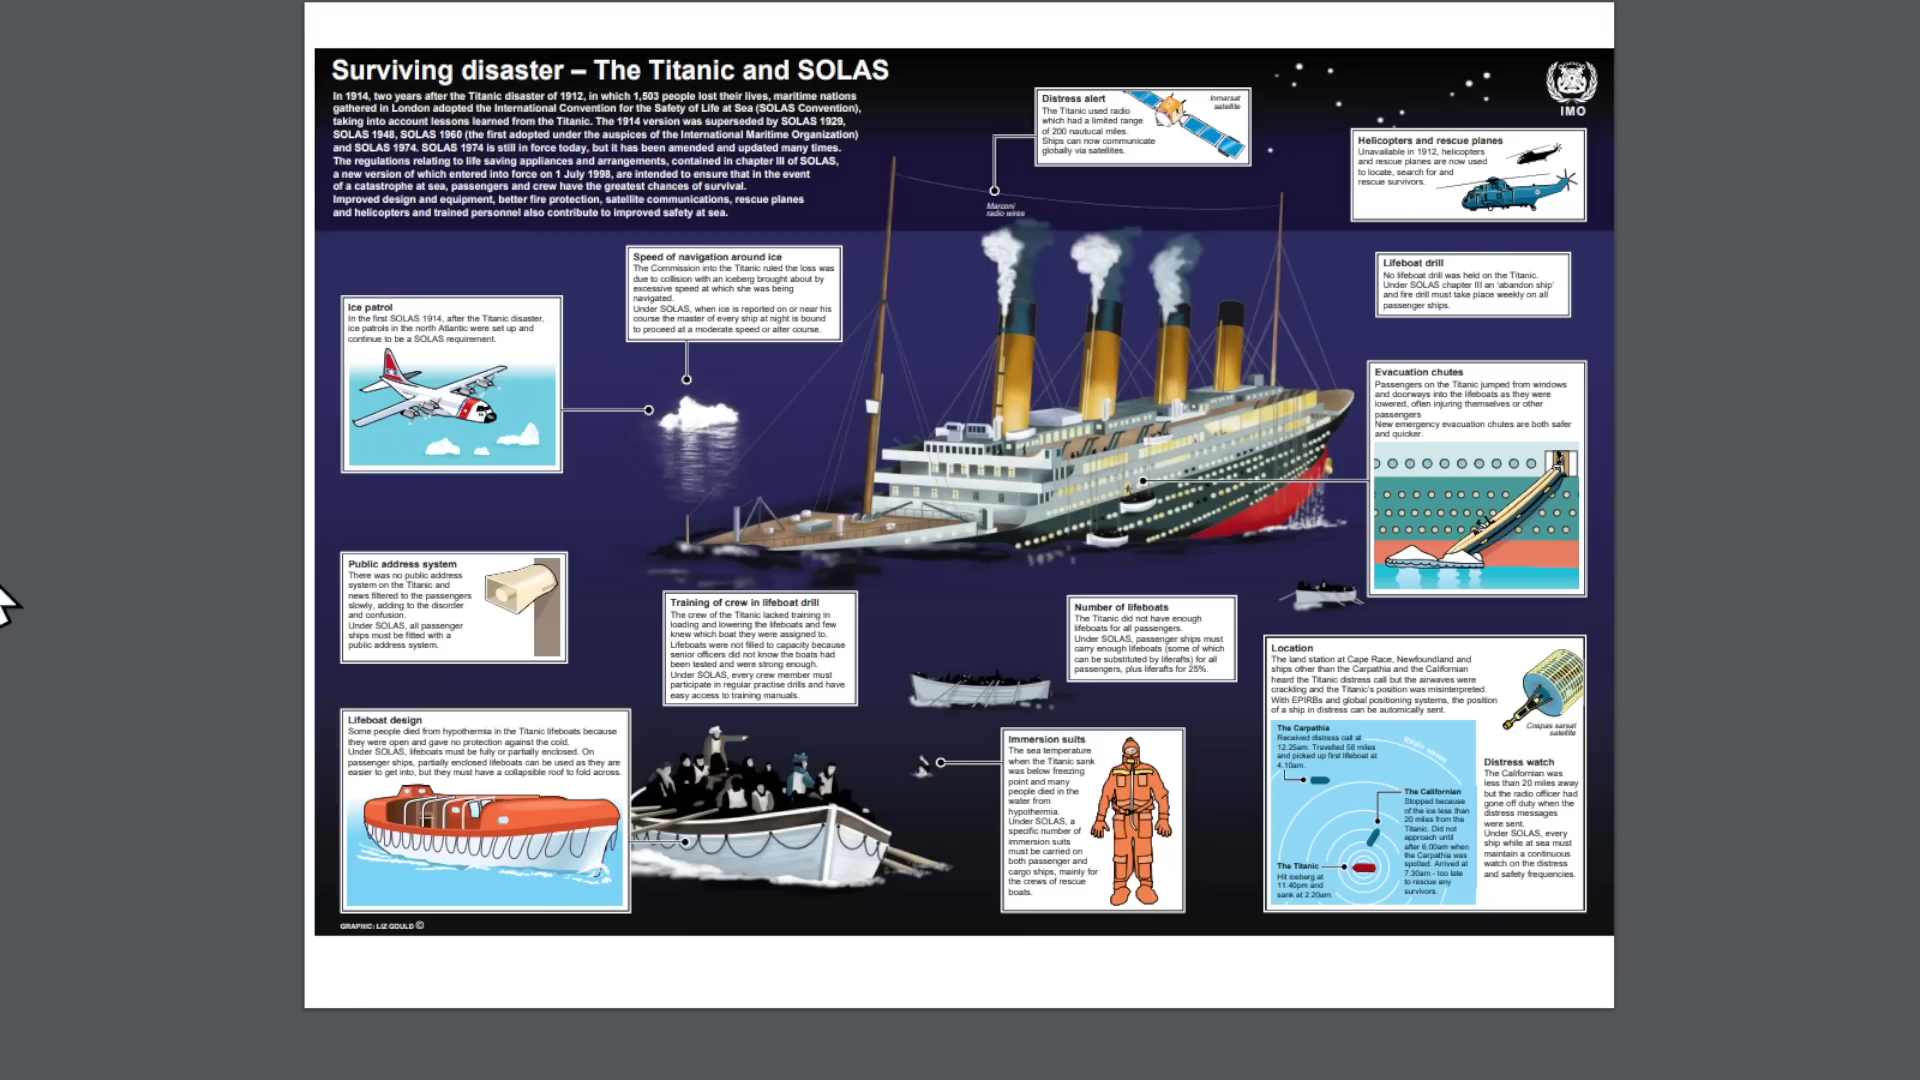 Surviving disaster – The Titanic and SOLAS
In 1914, two years after the Titanic disaster of 1912, in which 1,503 people lost their lives, maritime nations
gathered in London adopted the International Convention for the Safety of Life at Sea (SOLAS Convention),
taking into account lessons learned from the Titanic. The 1914 version was superseded by SOLAS 1929,
SOLAS 1948, SOLAS 1960 (the first adopted under the auspices of the International Maritime Organization)
and SOLAS 1974. SOLAS 1974 is still in force today, but it has been amended and updated many times.
The regulations relating to life saving appliances and arrangements, contained in chapter III of SOLAS,
a new version of which entered into force on 1 July 1998, are intended to ensure that in the event
of a catastrophe at sea, passengers and crew have the greatest chances of survival.
Improved design and equipment, better fire protection, satellite communications, rescue planes
and helicopters and trained personnel also contribute to improved safety at sea.
Distress alert
The Titanic used radio
which had a limited range
of 200 nautucal miles.
Ships can now communicate
globally via satellites.
Inmarsat
satellite
IMO
Helicopters and rescue planes
Unavailable in 1912, helicopters
and rescue planes are now used
to locate, search for and
rescue survivors.
Marconi
radio wires
Speed of navigation around ice
The Commission into the Titanic ruled the loss was
due to collision with an iceberg brought about by
excessive speed at which she was being
navigated.
Under SOLAS, when ice is reported on or near his
course the master of every ship at night is bound
to proceed at a moderate speed or alter course.
Lifeboat drill
No lifeboat drill was held on the Titanic.
Under SOLAS chapter III an 'abandon ship'
and fire drill must take place weekly on all
passenger ships.
Ice patrol
In the first SOLAS 1914, after the Titanic disaster,
ice patrols in the north Atlantic were set up and
continue to be a SOLAS requirement.
Evacuation chutes
Passengers on the Titanic jumped from windows
and doorways into the lifeboats as they were
lowered, often injuring themselves or other
passengers
New emergency evacuation chutes are both safer
and quicker.
Public address system
There was no public address
system on the Titanic and
news filtered to the passengers
slowly, adding to the disorder
and confusion.
Under SOLAS, all passenger
ships must be fitted with a
public address system.
Training of crew in lifeboat drill
The crew of the Titanic lacked training in
loading and lowering the lifeboats and few
knew which boat they were assigned to.
Lifeboats were not filled to capacity because
senior officers did not know the boats had
been tested and were strong enough.
Under SOLAS, every crew member must
participate in regular practise drills and have
easy access to training manuals.
Number of lifeboats
The Titanic did not have enough
lifeboats for all passengers.
Under SOLAS, passenger ships must
carry enough lifeboats (some of which
can be substituted by liferafts) for all
passengers, plus liferafts for 25%.
Location
The land station at Cape Race, Newfoundland and
ships other than the Carpathia and the Californian
heard the Titanic distress call but the airwaves were
crackling and the Titanic's position was misinterpreted.
With EPIRBs and global positioning systems, the position
of a ship in distress can be automically sent.
Cospas sarsat
satellite
Lifeboat design
Some people died from hypothermia in the Titanic lifeboats because
they were open and gave no protection against the cold.
Under SOLAS, lifeboats must be fully or partially enclosed. On
passenger ships, partially enclosed lifeboats can be used as they are
easier to get into, but they must have a collapsible roof to fold across.
Immersion suits
The sea temperature
when the Titanic sank
was below freezing
point and many
people died in the
water from
hypothermia.
Under SOLAS, a
specific number of
immersion suits
must be carried on
both passenger and
cargo ships, mainly for
the crews of rescue
boats.
The Carpathia
Received distress call at
12.25am. Travelled 58 miles
and picked up first lifeboat at
4.10am.
Radio waves
The Californian
Stopped because
of the ice less than
20 miles from the
Titanic. Did not
approach until
after 6.00am when
the Carpathia was
spotted. Arrived at
7.30am - too late
to rescue any
survivors.
The Titanic
Hit iceberg at
11.40pm and
sank at 2.20am.
Distress watch
The Californian was
less than 20 miles away
but the radio officer had
gone off duty when the
distress messages
were sent.
Under SOLAS, every
ship while at sea must
maintain a continuous
watch on the distress
and safety frequencies.
GRAPHIC: LIZ GOULD ©